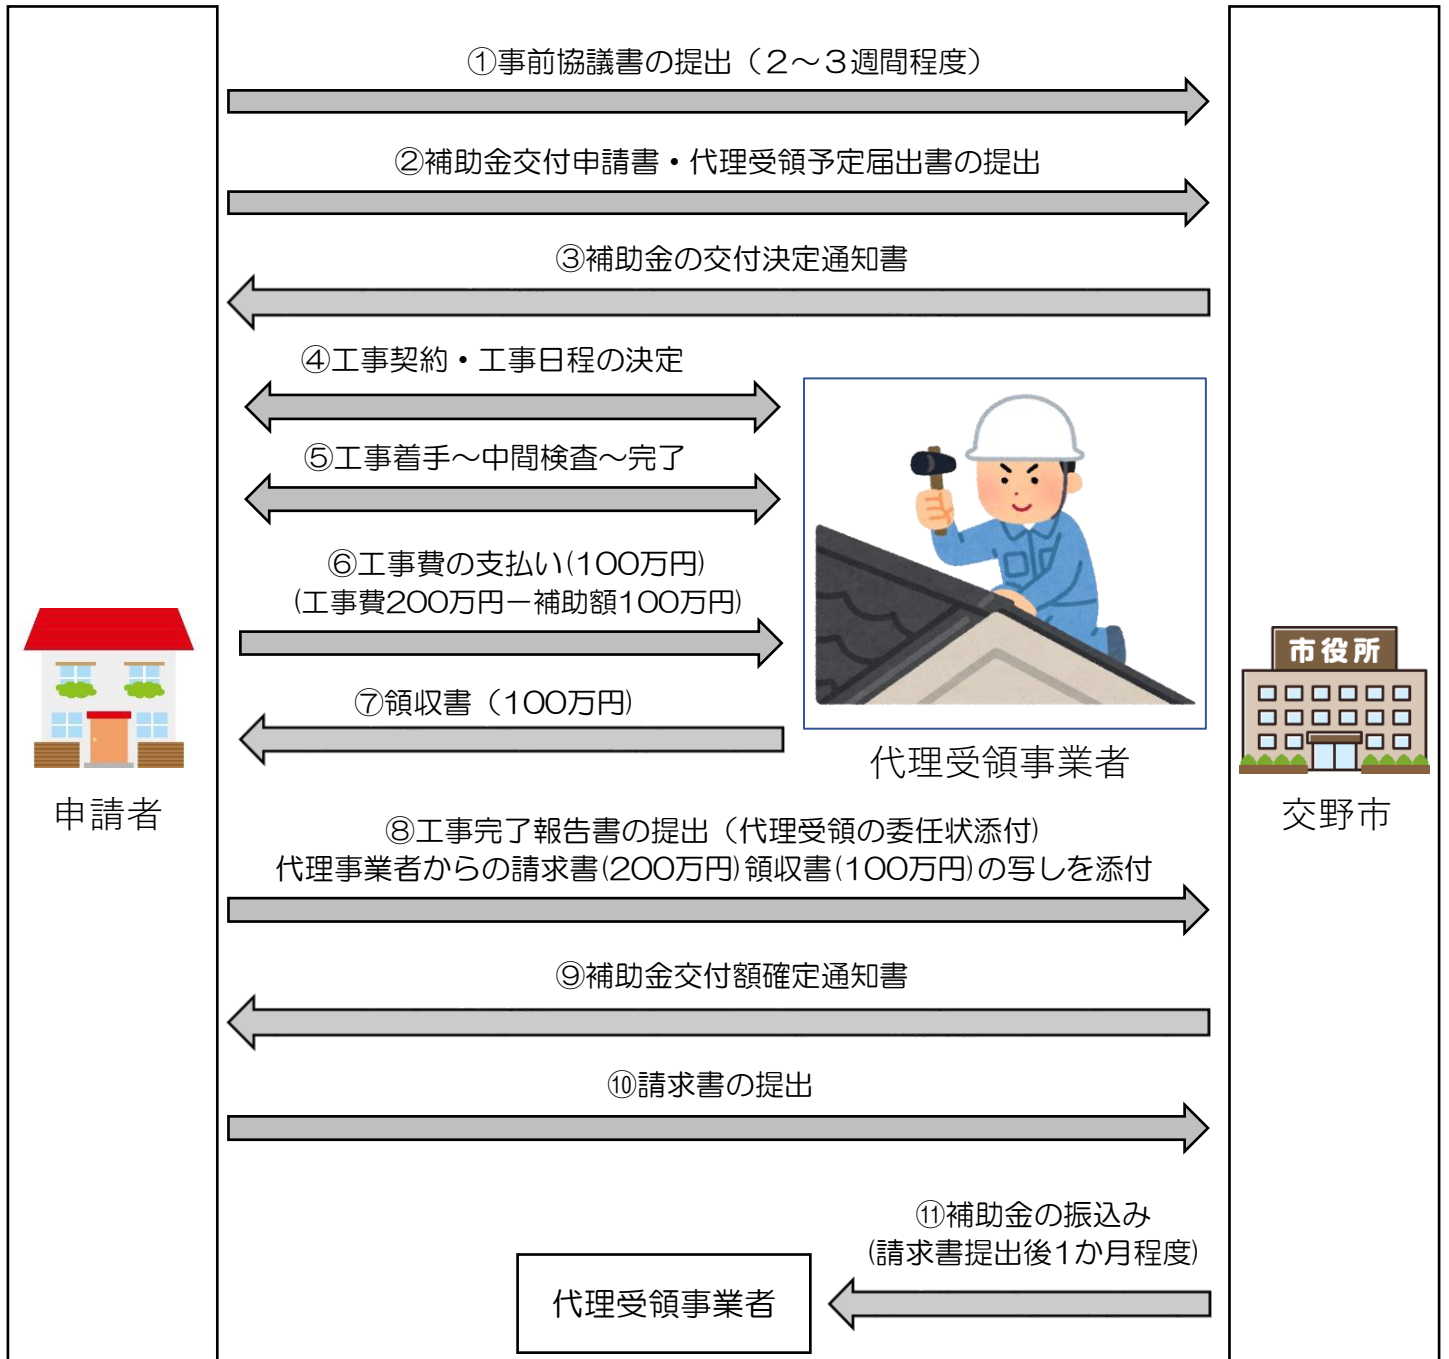 ①事前協議書の提出（２～３週間程度）
②補助金交付申請書・代理受領予定届出書の提出
③補助金の交付決定通知書
④工事契約・工事日程の決定
⑤工事着手～中間検査～完了
⑥工事費の支払い(100万円)
(工事費200万円－補助額100万円)
⑦領収書（100万円)
代理受領事業者
市役所
申請者
交野市
⑧工事完了報告書の提出（代理受領の委任状添付)
代理事業者からの請求書(200万円)領収書(100万円)の写しを添付
⑨補助金交付額確定通知書
⑩請求書の提出
⑪補助金の振込み
(請求書提出後1か月程度)
代理受領事業者